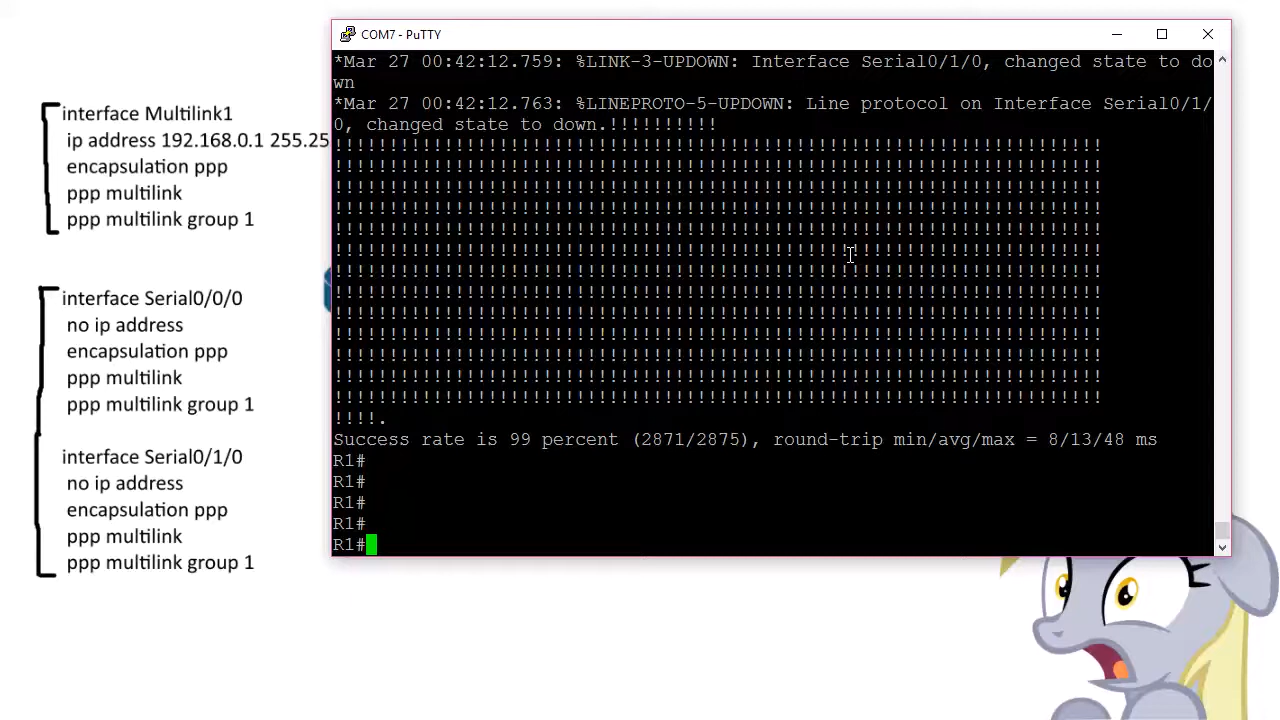 interface Multilink1
ip address 192.168.0.1 255.25
encapsulation ppp
ppp multilink
ppp multilink group 1
interface Serial0/0/0
no ip address
encapsulation ppp
ppp multilink
ppp multilink group 1
interface Serial0/1/0
no ip address
encapsulation ppp
ppp multilink
ppp multilink group 1
COM7 - PuTTY
*Mar 27 00:42:12.759: %LINK-3-UPDOWN: Interface Serial0/1/0, changed state to do
wn
*Mar 27 00:42:12.763: %LINEPROTO-5-UPDOWN: Line protocol on Interface Serial0/1/
0, changed state to down.!!!!!!!!!!
!!!!!!!!!!!!!!!!!!!!!!!!!!!!!!!!!!!!!!!!!!!!!!!!!!!!!!!!!!!!!!!!!!!!!!
!!!!!!!!!!!!!!!!!!!!!!!!!!!!!!!!!!!!!!!!!!!!!!!!!!!!!!!!!!!!!!!!!!!!!!
!!!!!!!!!!!!!!!!!!!!!!!!!!!!!!!!!!!!!!!!!!!!!!!!!!!!!!!!!!!!!!!!!!!!!!
!!!!!!!!!!!!!!!!!!!!!!!!!!!!!!!!!!!!!!!!!!!!!!!!!!!!!!!!!!!!!!!!!!!!!!
!!!!!!!!!!!!!!!!!!!!!!!!!!!!!!!!!!!!!!!!!!!!!!!!!!!!!!!!!!!!!!!!!!!!!!
!!!!!!!!!!!!!!!!!!!!!!!!!!!!!!!!!!!!!!!!!!!!!!!!!!!!!!!!!!!!!!!!!!!!!!
!!!!!!!!!!!!!!!!!!!!!!!!!!!!!!!!!!!!!!!!!!!!!!!!!!!!!!!!!!!!!!!!!!!!!!
!!!!!!!!!!!!!!!!!!!!!!!!!!!!!!!!!!!!!!!!!!!!!!!!!!!!!!!!!!!!!!!!!!!!!!
!!!!!!!!!!!!!!!!!!!!!!!!!!!!!!!!!!!!!!!!!!!!!!!!!!!!!!!!!!!!!!!!!!!!!!
!!!!!!!!!!!!!!!!!!!!!!!!!!!!!!!!!!!!!!!!!!!!!!!!!!!!!!!!!!!!!!!!!!!!!!
!!!!!!!!!!!!!!!!!!!!!!!!!!!!!!!!!!!!!!!!!!!!!!!!!!!!!!!!!!!!!!!!!!!!!!
!!!!!!!!!!!!!!!!!!!!!!!!!!!!!!!!!!!!!!!!!!!!!!!!!!!!!!!!!!!!!!!!!!!!!!
!!!!!!!!!!!!!!!!!!!!!!!!!!!!!!!!!!!!!!!!!!!!!!!!!!!!!!!!!!!!!!!!!!!!!!
!!!!.
Success rate is 99 percent (2871/2875), round-trip min/avg/max = 8/13/48 ms
R1#
R1#
R1#
R1#
R1#